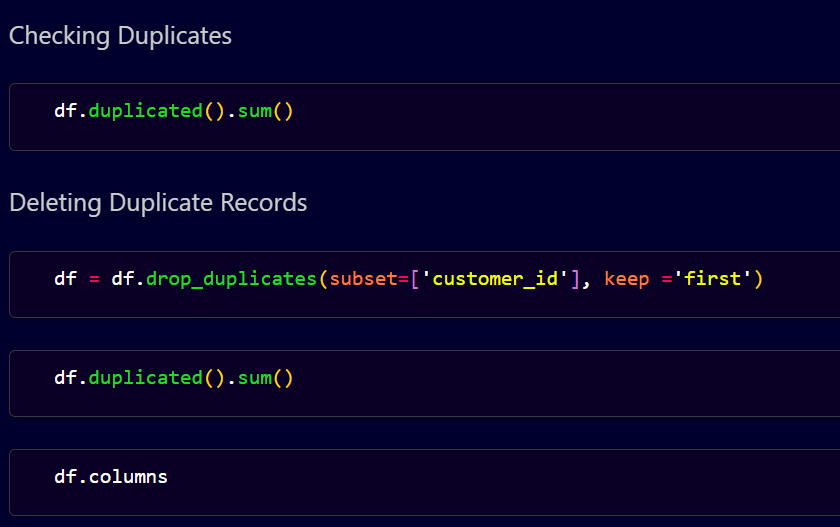 Checking Duplicates
df.duplicated().sum()
Deleting Duplicate Records
df = df.drop_duplicates(subset=['customer_id'], keep ='first')
df.duplicated().sum()
df.columns